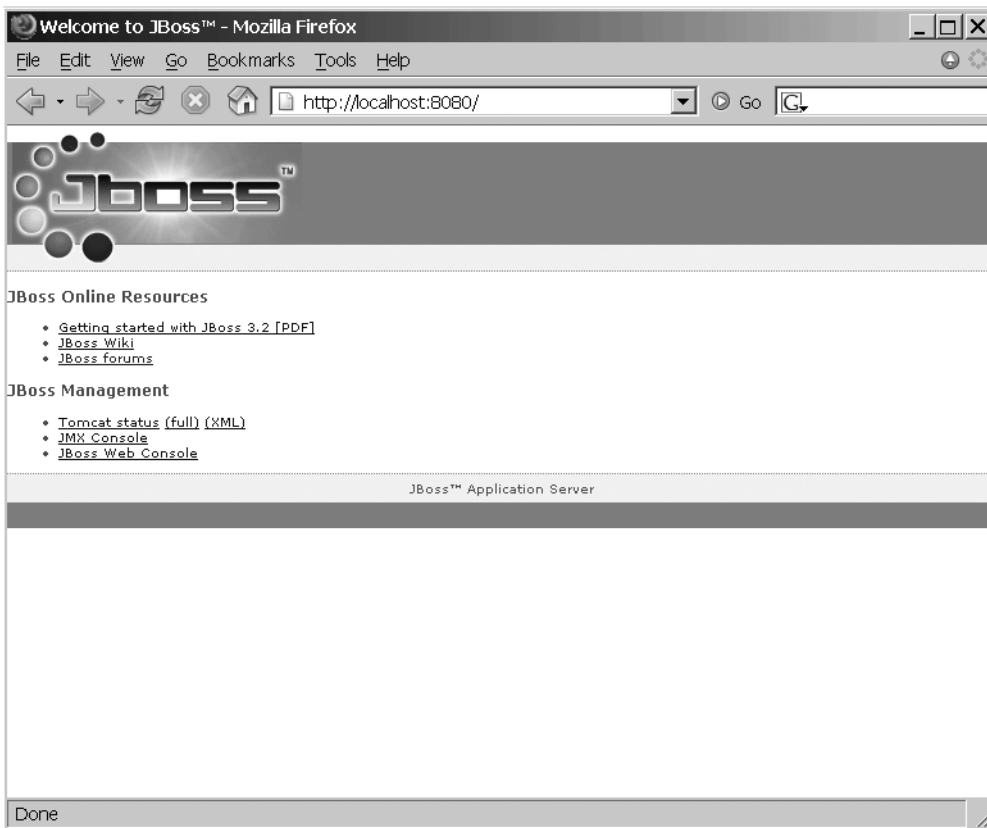 Welcome to JBoss™ - Mozilla Firefox
File Edit View Go Bookmarks Tools Help
http://localhost:8080/ Go G
Jboss™
JBoss Online Resources
• Getting started with JBoss 3.2 [PDF]
• JBoss Wiki
• JBoss forums
JBoss Management
• Tomcat status (full) (XML)
• JMX Console
• JBoss Web Console
JBoss™ Application Server
Done